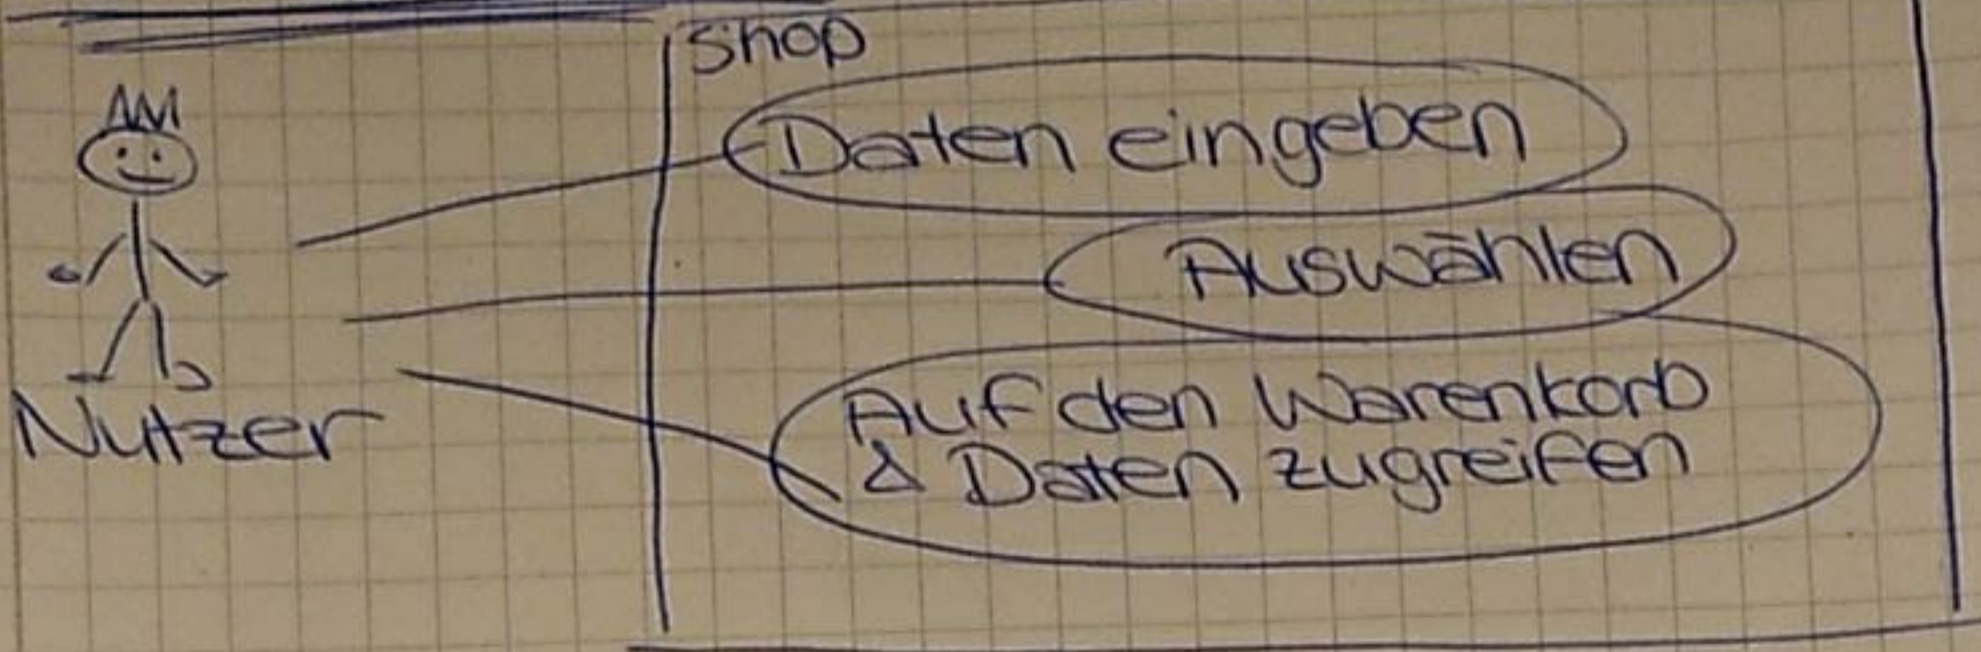 Shop
Daten eingeben
Auswählen
Auf den Warenkorb
& Daten zugreifen
Nutzer